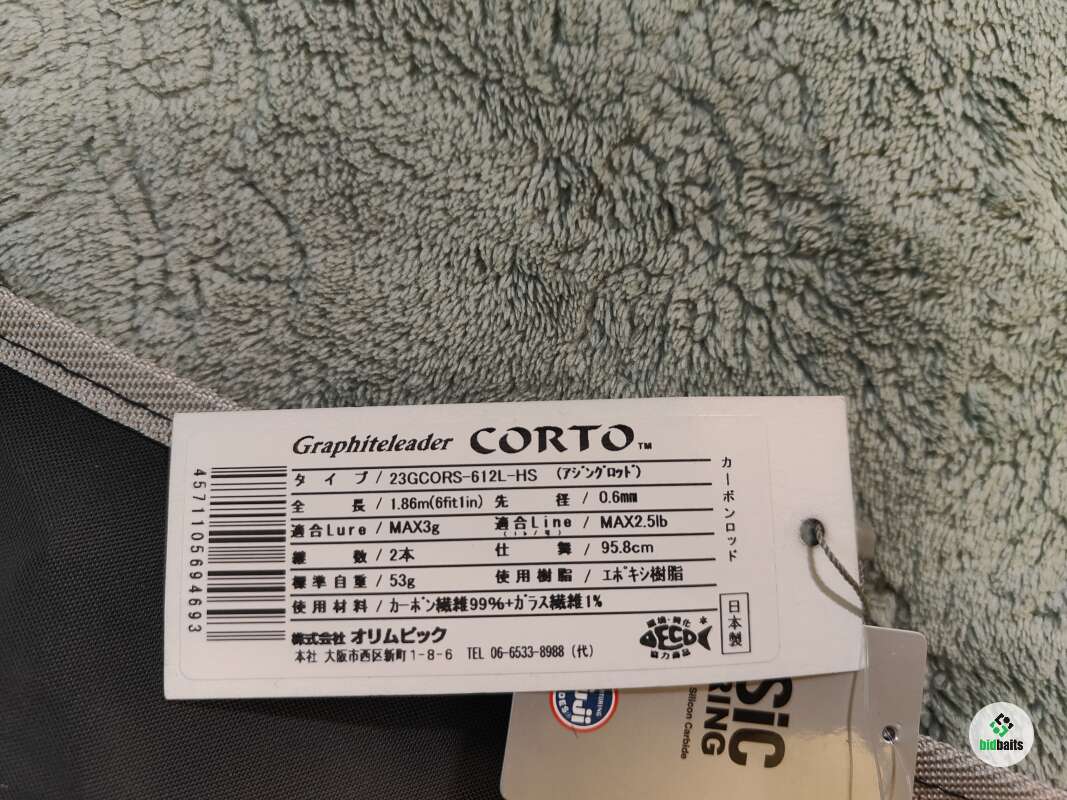 Graphiteleader CORTO™
タイプ / 23GCORS-612L-HS (アジングロッド)
全長 / 1.86m(6fit1in) 先径 / 0.6mm
適合Lure / MAX3g 適合Line / MAX2.5lb
継数 / 2本 仕舞 / 95.8cm
標準自重 / 53g 使用樹脂 / エポキシ樹脂
使用材料 / カーボン繊維99%+ガラス繊維1%
株式会社 オリムピック
本社 大阪市西区新町1-8-6 TEL 06-6533-8988 (代)
カーボンロッド
日本製
ECO
協力商品
4571105694693
SiC
RING
Silicon Carbide
bidbaits